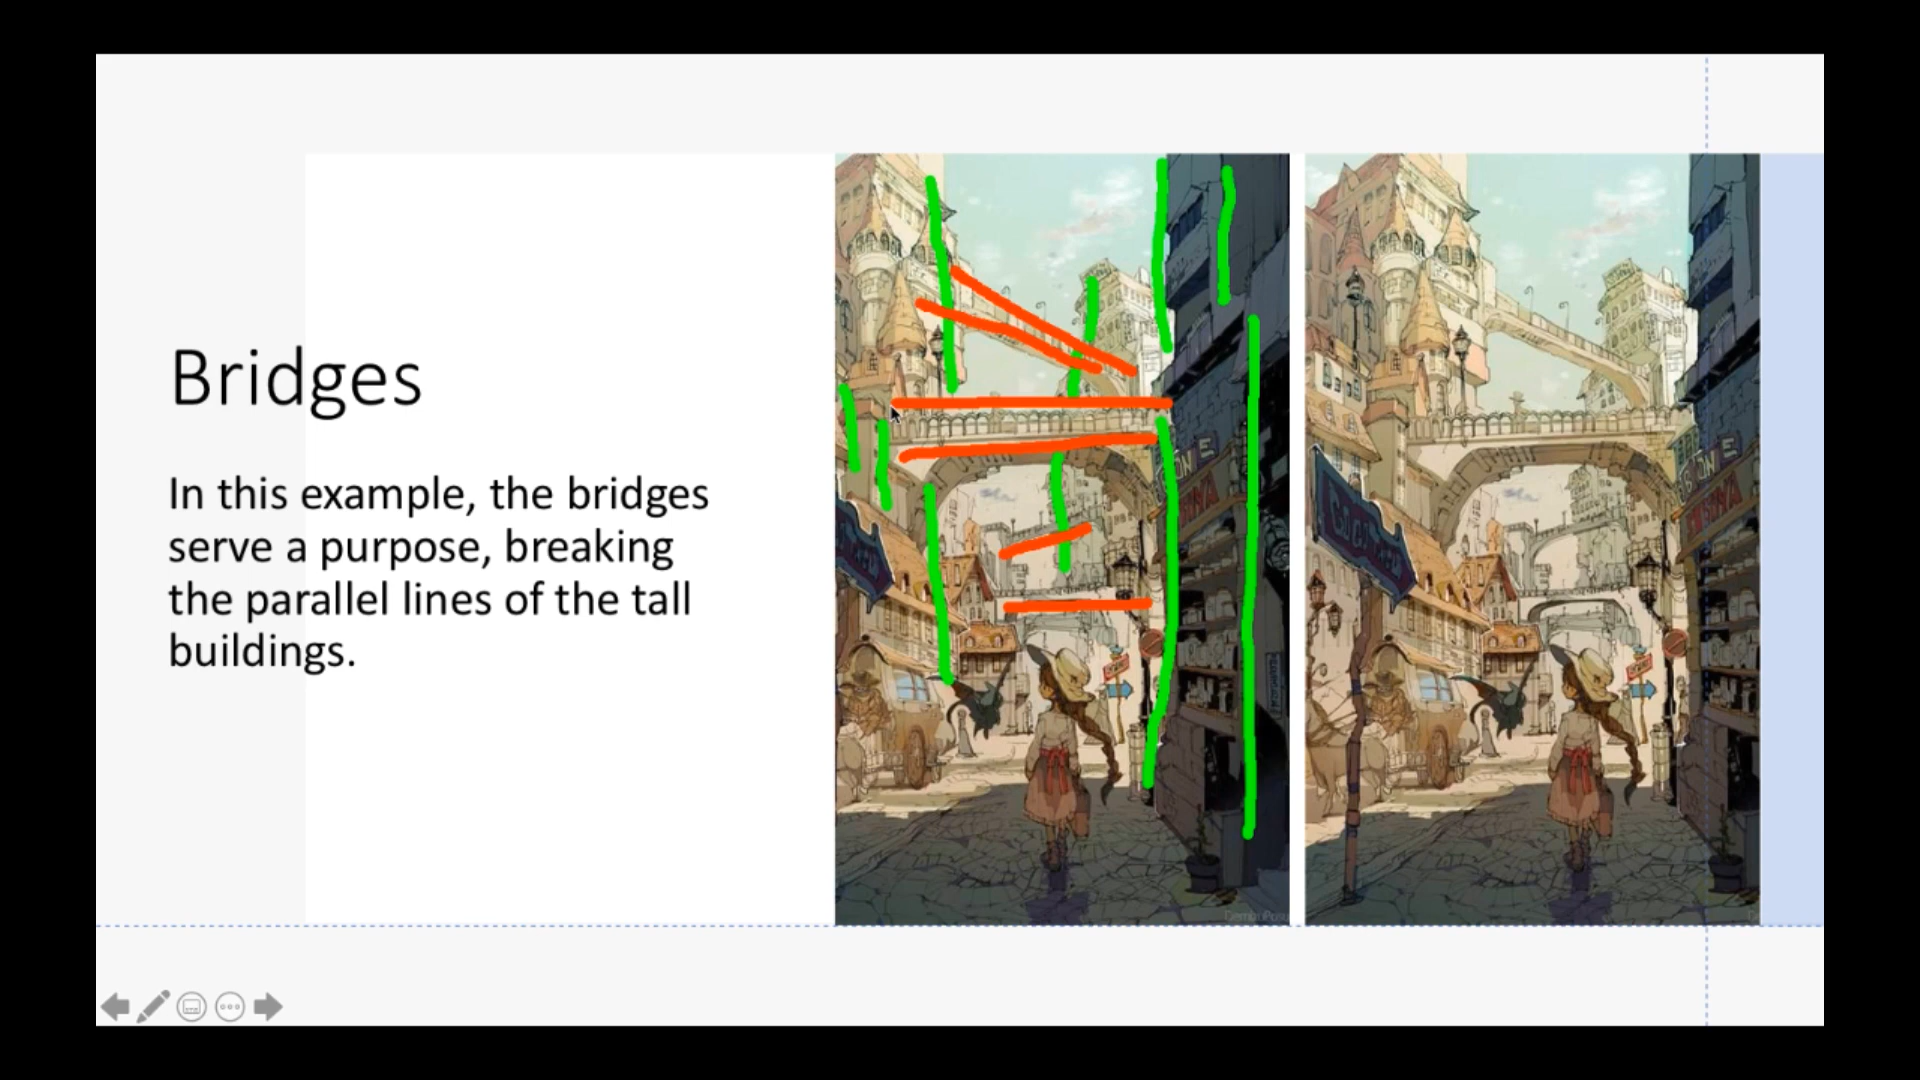 Bridges
In this example, the bridges
serve a purpose, breaking
the parallel lines of the tall
buildings.